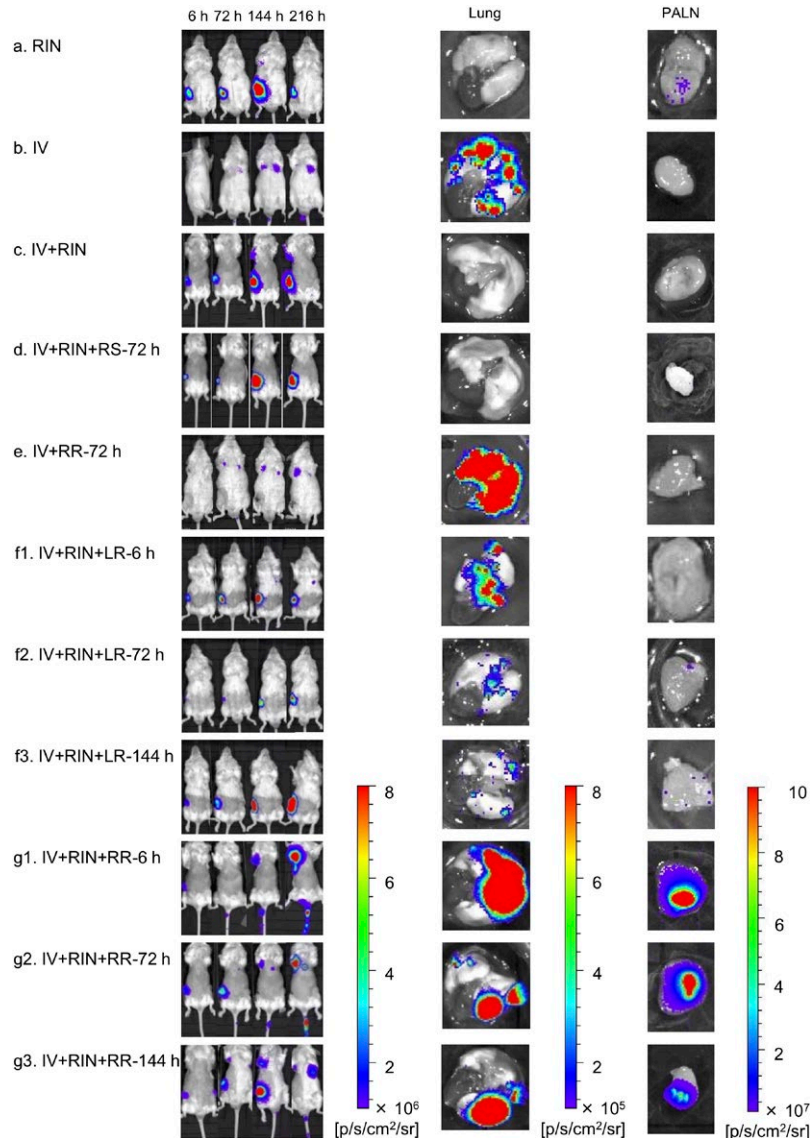 6 h 72 h 144 h 216 h Lung PALN
a. RIN
b. IV
c. IV+RIN
d. IV+RIN+RS-72 h
e. IV+RR-72 h
f1. IV+RIN+LR-6 h
f2. IV+RIN+LR-72 h
f3. IV+RIN+LR-144 h
8 8 10
g1. IV+RIN+RR-6 h
8
6 6
6
g2. IV+RIN+RR-72 h
4 4
4
g3. IV+RIN+RR-144 h
2 2 2
× 10⁶ × 10⁵ × 10⁷
[p/s/cm²/sr] [p/s/cm²/sr] [p/s/cm²/sr]